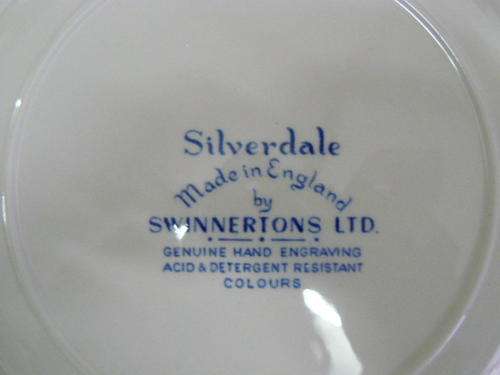 Silverdale
Made in England
by
SWINNERTONS LTD.
GENUINE HAND ENGRAVING
ACID & DETERGENT RESISTANT
COLOURS